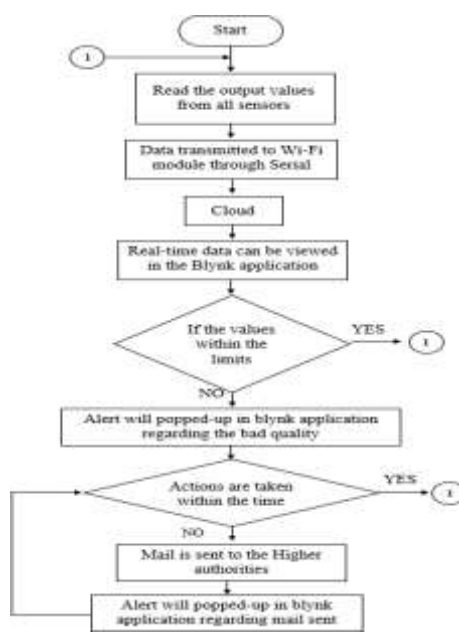 Start
1
Read the output values
from all sensors
Data transmitted to Wi-Fi
module through Serial
Cloud
Real-time data can be viewed
in the Blynk application
If the values
within the
limits
YES
1
NO
Alert will popped-up in blynk application
regarding the bad quality
Actions are taken
within the time
YES
1
NO
Mail is sent to the Higher
authorities
Alert will popped-up in blynk
application regarding mail sent